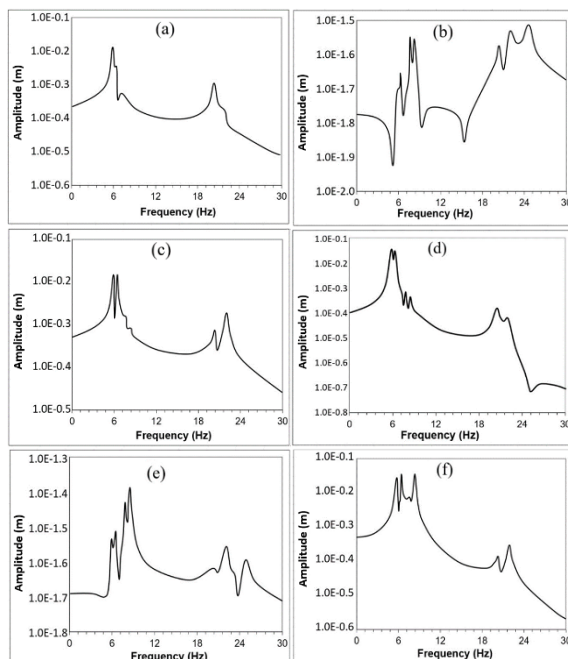 (a)
Amplitude (m)
1.0E-0.1
1.0E-0.2
1.0E-0.3
1.0E-0.4
1.0E-0.5
1.0E-0.6
0 6 12 18 24 30
Frequency (Hz)
(b)
Amplitude (m)
1.0E-1.5
1.0E-1.6
1.0E-1.7
1.0E-1.8
1.0E-1.9
1.0E-2.0
0 6 12 18 24 30
Frequency (Hz)
(c)
Amplitude (m)
1.0E-0.1
1.0E-0.2
1.0E-0.3
1.0E-0.4
1.0E-0.5
0 6 12 18 24 30
Frequency (Hz)
(d)
Amplitude (m)
1.0E-0.1
1.0E-0.2
1.0E-0.3
1.0E-0.4
1.0E-0.5
1.0E-0.6
1.0E-0.7
1.0E-0.8
0 6 12 18 24 30
Frequency (Hz)
(e)
Amplitude (m)
1.0E-1.3
1.0E-1.4
1.0E-1.5
1.0E-1.6
1.0E-1.7
1.0E-1.8
0 6 12 18 24 30
Frequency (Hz)
(f)
Amplitude (m)
1.0E-0.1
1.0E-0.2
1.0E-0.3
1.0E-0.4
1.0E-0.5
1.0E-0.6
0 6 12 18 24 30
Frequency (Hz)